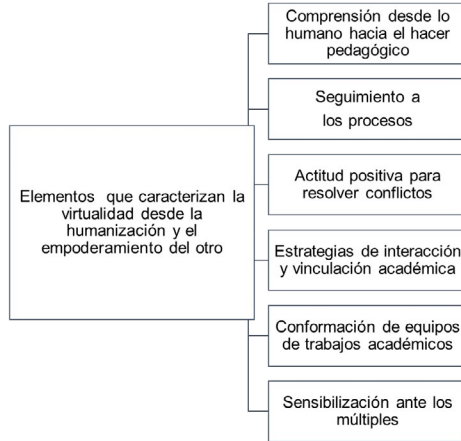 Comprensión desde lo
humano hacia el hacer
pedagógico
Seguimiento a
los procesos
Elementos que caracterizan la
virtualidad desde la
humanización y el
empoderamiento del otro
Actitud positiva para
resolver conflictos
Estrategias de interacción
y vinculación académica
Conformación de equipos
de trabajos académicos
Sensibilización ante los
múltiples